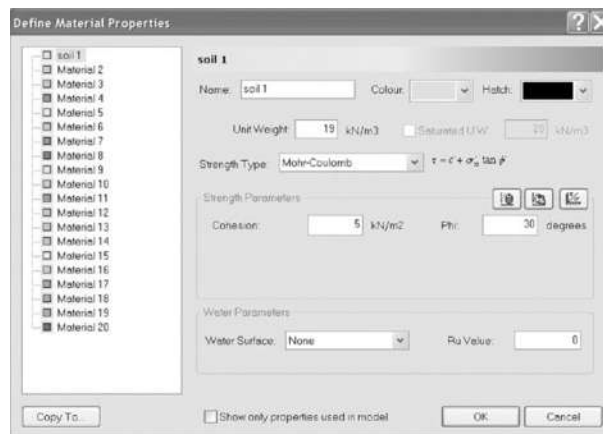 Define Material Properties
soil 1
Material 2
Material 3
Material 4
Material 5
Material 6
Material 7
Material 8
Material 9
Material 10
Material 11
Material 12
Material 13
Material 14
Material 15
Material 16
Material 17
Material 18
Material 19
Material 20
soil 1
Name: soil 1 Colour: Hatch:
Unit Weight: 19 kN/m3 Saturated U.W. kN/m3
Strength Type: Mohr-Coulomb τ = c' + σ'n tan φ'
Strength Parameters
Cohesion: 5 kN/m2 Phi: 30 degrees
Water Parameters
Water Surface: None Ru Value: 0
Copy To... Show only properties used in model OK Cancel